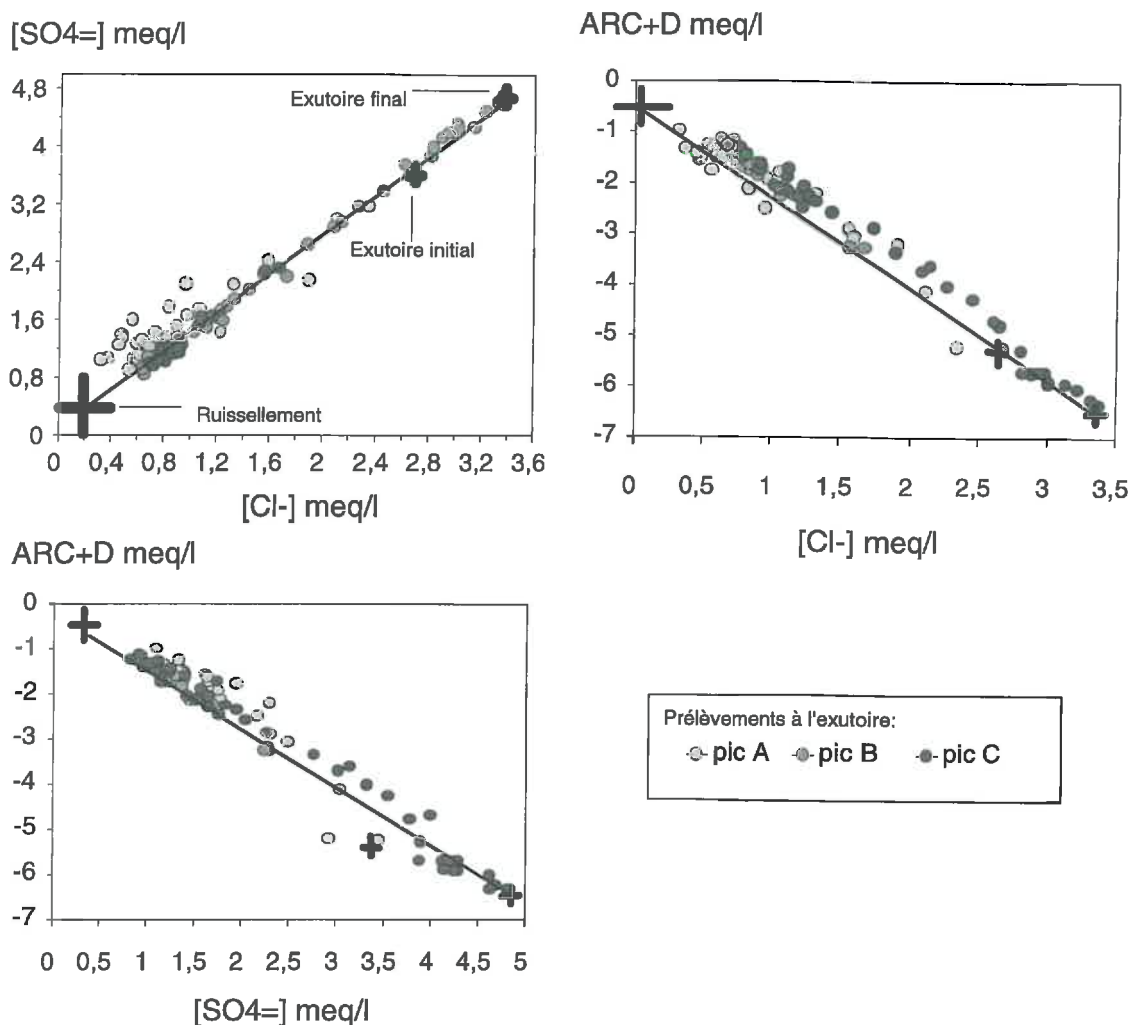 [SO4=] meq/l
4,8
4
3,2
2,4
1,6
0,8
0
Exutoire final
Exutoire initial
Ruissellement
0 0,4 0,8 1,2 1,6 2 2,4 2,8 3,2 3,6
[Cl-] meq/l
ARC+D meq/l
0
-1
-2
-3
-4
-5
-6
-7
0 0,5 1 1,5 2 2,5 3 3,5
[Cl-] meq/l
ARC+D meq/l
0
-1
-2
-3
-4
-5
-6
-7
0 0,5 1 1,5 2 2,5 3 3,5 4 4,5 5
[SO4=] meq/l
Prélèvements à l'exutoire:
pic A pic B pic C